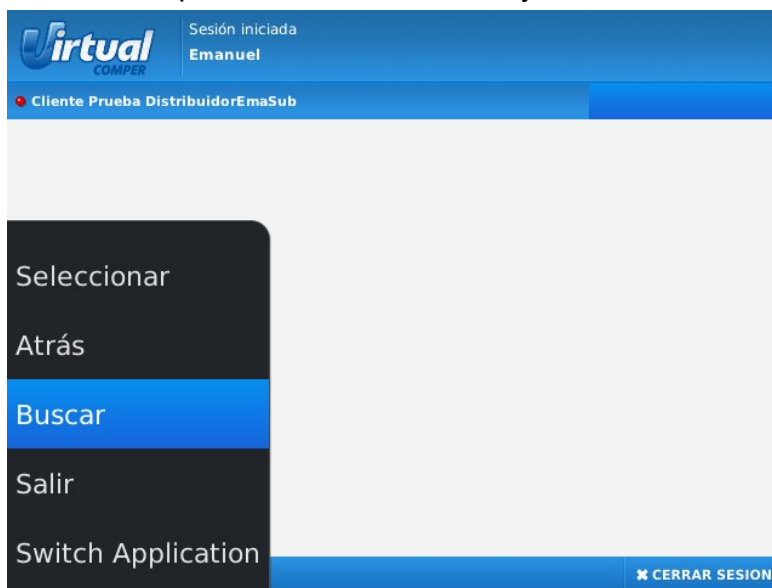 Virtual
COMPER
Sesión iniciada
Emanuel
Cliente Prueba DistribuidorEmaSub
Seleccionar
Atrás
Buscar
Salir
Switch Application
✖ CERRAR SESION